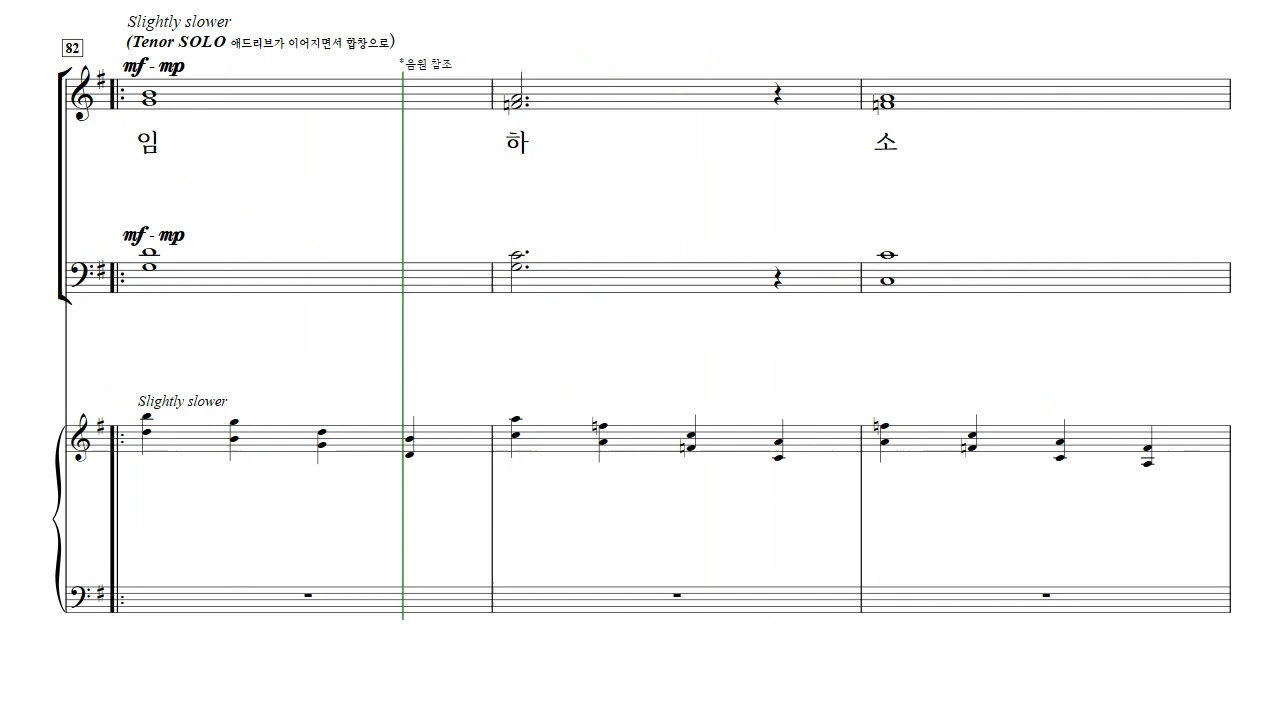 Slightly slower
(Tenor SOLO 애드리브가 이어지면서 합창으로)
82
mf - mp
*음원 참조
임 하 소
mf - mp
Slightly slower